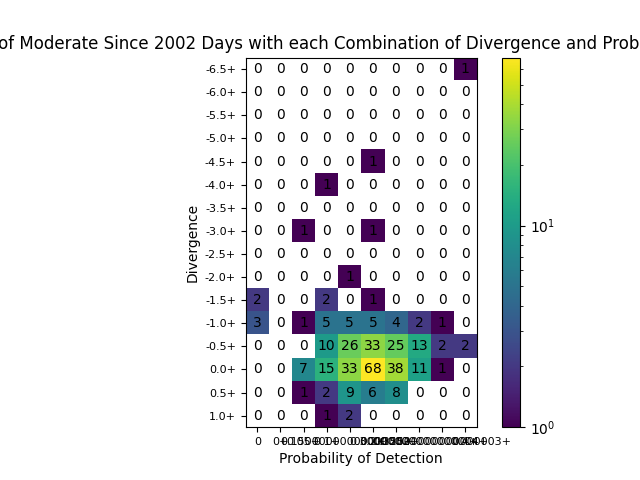 of Moderate Since 2002 Days with each Combination of Divergence and Prob
-6.5+ 0 0 0 0 0 0 0 0 0 1
-6.0+ 0 0 0 0 0 0 0 0 0 0
-5.5+ 0 0 0 0 0 0 0 0 0 0
-5.0+ 0 0 0 0 0 0 0 0 0 0
-4.5+ 0 0 0 0 0 1 0 0 0 0
-4.0+ 0 0 0 1 0 0 0 0 0 0
-3.5+ 0 0 0 0 0 0 0 0 0 0
-3.0+ 0 0 1 0 0 1 0 0 0 0
-2.5+ 0 0 0 0 0 0 0 0 0 0
-2.0+ 0 0 0 0 1 0 0 0 0 0
-1.5+ 2 0 0 2 0 1 0 0 0 0
-1.0+ 3 0 1 5 5 5 4 2 1 0
-0.5+ 0 0 0 10 26 33 25 13 2 2
0.0+ 0 0 7 15 33 68 38 11 1 0
0.5+ 0 0 1 2 9 6 8 0 0 0
1.0+ 0 0 0 1 2 0 0 0 0 0
0
Divergence
Probability of Detection
10^1
10^0